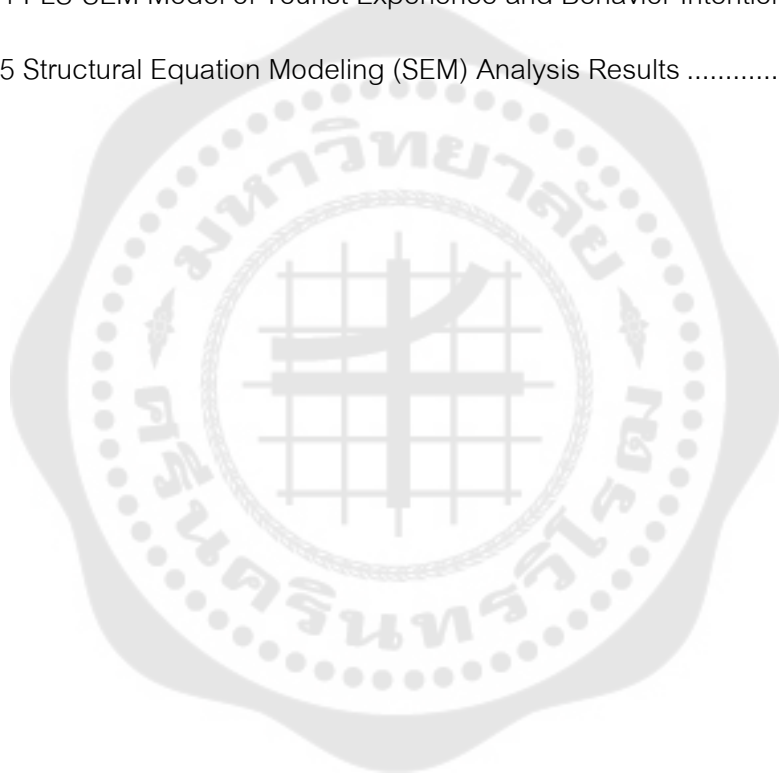 4 PLS-SEM Model of Tourist Experience and Behavior Intention
5 Structural Equation Modeling (SEM) Analysis Results ............
มหาวิทยาลัย
ศรีนครินทรวิโรฒ